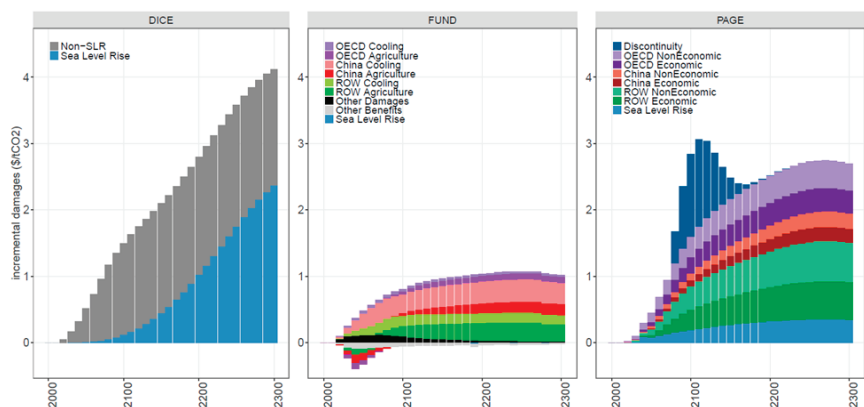 DICE
FUND
PAGE
Non-SLR
Sea Level Rise
OECD Cooling
OECD Agriculture
China Cooling
China Agriculture
ROW Cooling
ROW Agriculture
Other Damages
Other Benefits
Sea Level Rise
Discontinuity
OECD NonEconomic
OECD Economic
China NonEconomic
China Economic
ROW NonEconomic
ROW Economic
Sea Level Rise
incremental damages ($/tCO2)
4
3
2
1
0
4
3
2
1
0
4
3
2
1
0
2000
2100
2200
2300
2000
2100
2200
2300
2000
2100
2200
2300